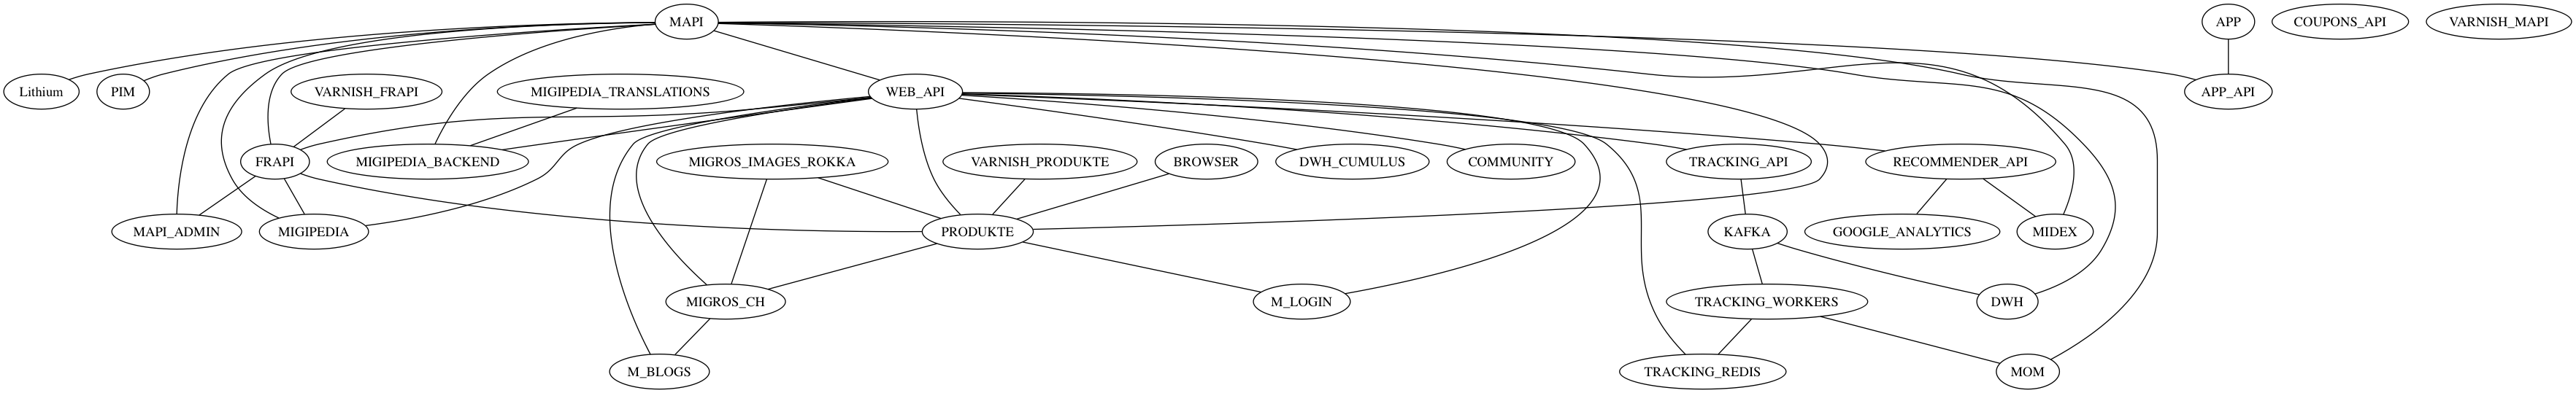 MAPI
APP
COUPONS_API
VARNISH_MAPI
Lithium
PIM
VARNISH_FRAPI
MIGIPEDIA_TRANSLATIONS
WEB_API
APP_API
FRAPI
MIGIPEDIA_BACKEND
MIGROS_IMAGES_ROKKA
VARNISH_PRODUKTE
BROWSER
DWH_CUMULUS
COMMUNITY
TRACKING_API
RECOMMENDER_API
MAPI_ADMIN
MIGIPEDIA
PRODUKTE
KAFKA
GOOGLE_ANALYTICS
MIDEX
MIGROS_CH
M_LOGIN
TRACKING_WORKERS
DWH
M_BLOGS
TRACKING_REDIS
MOM